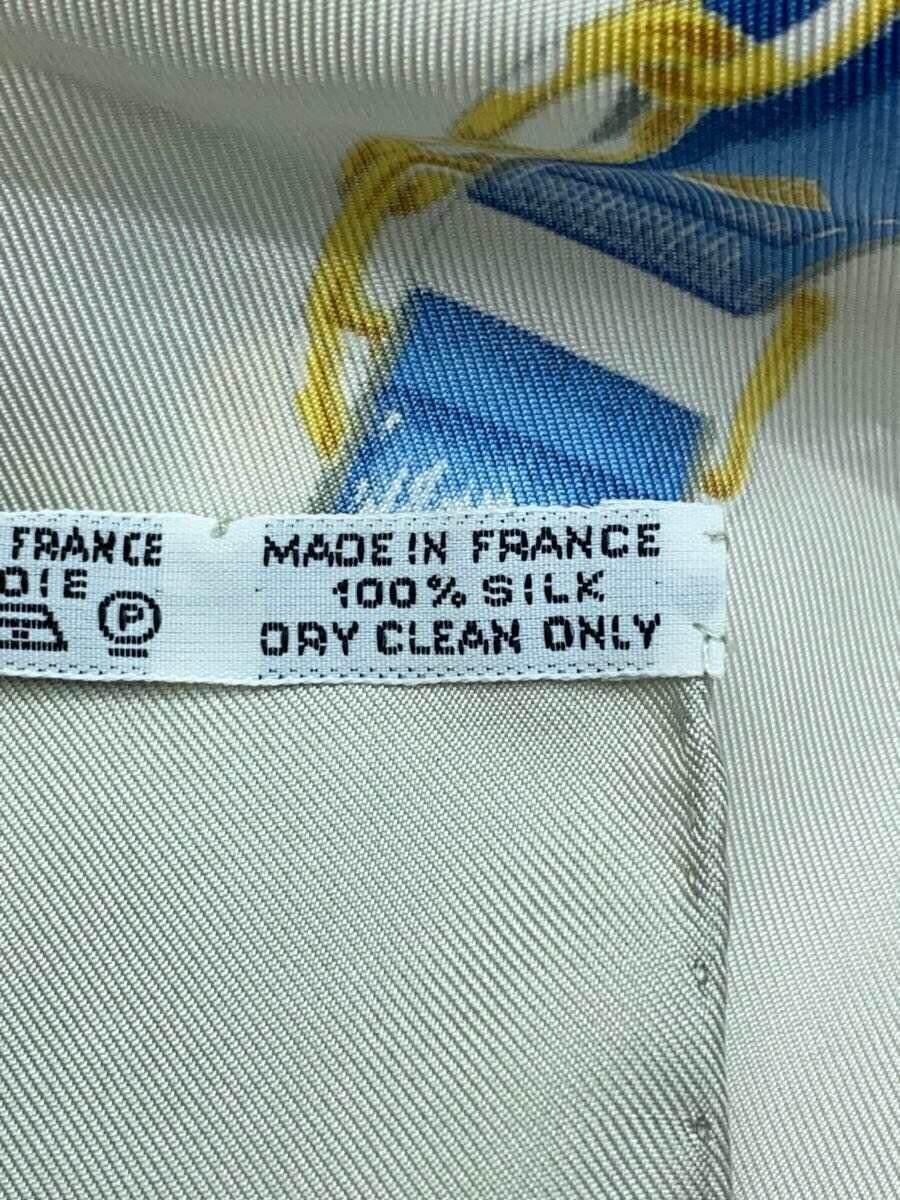 FRANCE
OIE
P
MADE IN FRANCE
100% SILK
DRY CLEAN ONLY